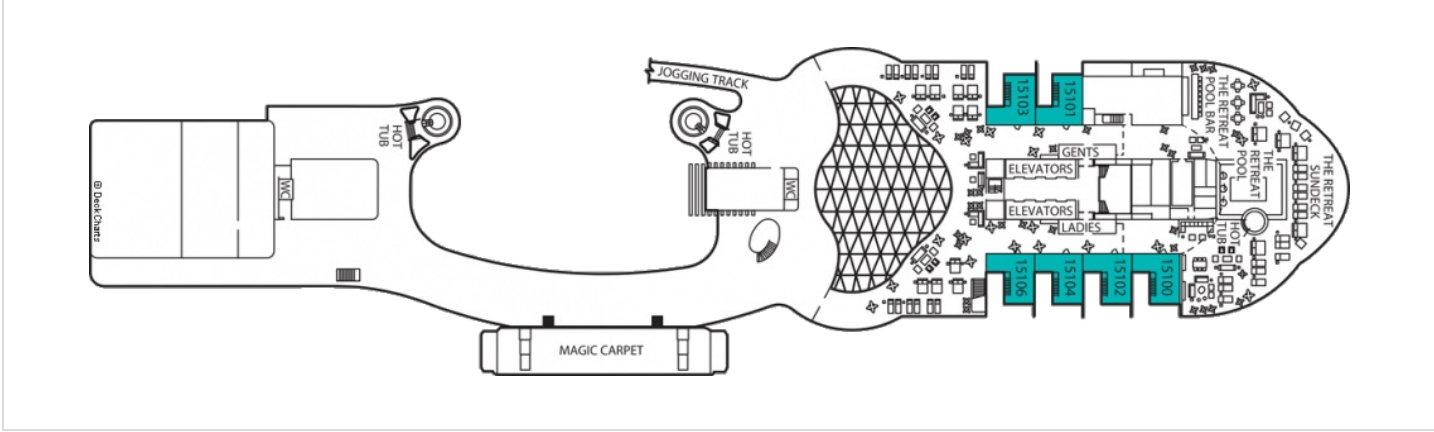 JOGGING TRACK
HOT
TUB
HOT
TUB
WC
WC
© DeckCharts
MAGIC CARPET
15103
15101
THE RETREAT
POOL BAR
GENTS
ELEVATORS
ELEVATORS
LADIES
THE
RETREAT
POOL
THE RETREAT
SUNDECK
HOT
TUB
15106
15104
15102
15100